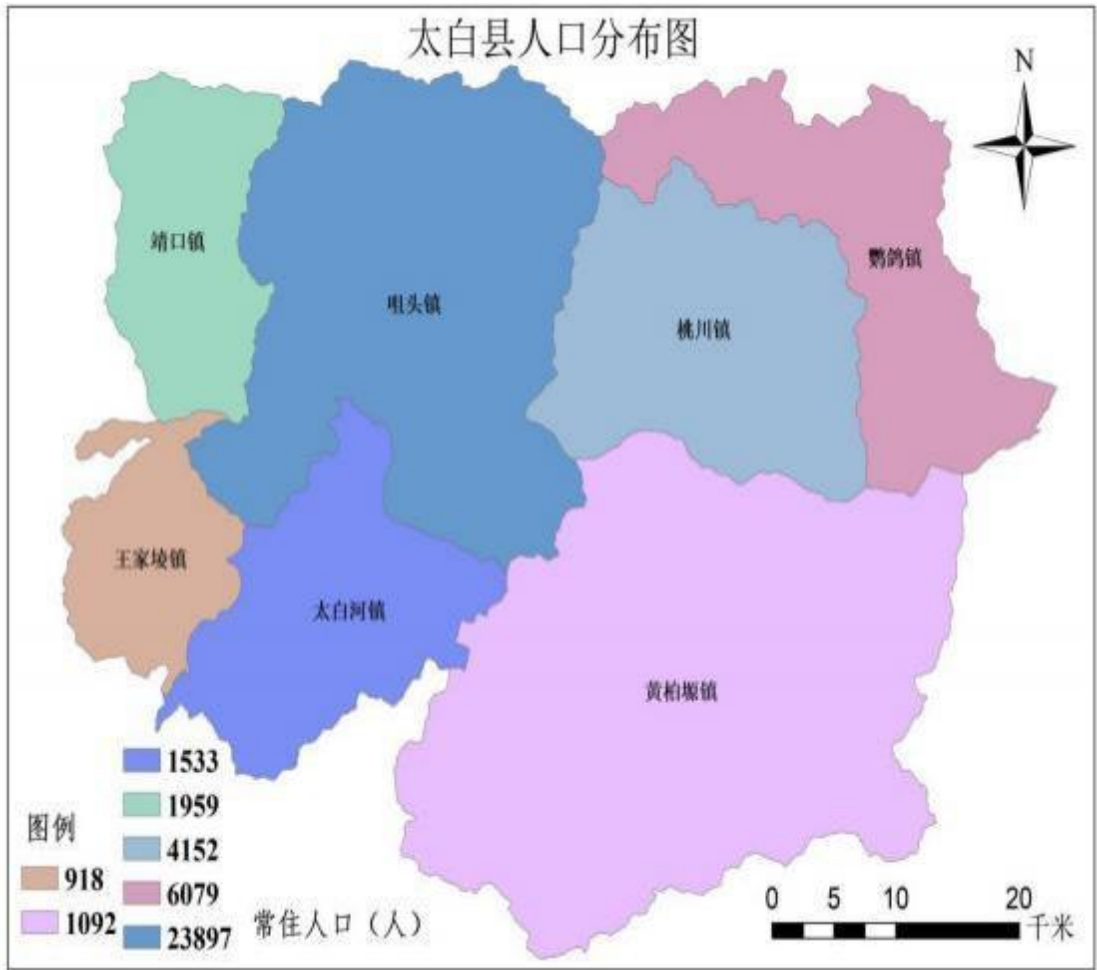 太白县人口分布图
N
靖口镇
咀头镇
桃川镇
鹦鸽镇
王家堎镇
太白河镇
黄柏塬镇
图例
918
1092
1533
1959
4152
6079
23897
常住人口（人）
0 5 10 20
千米